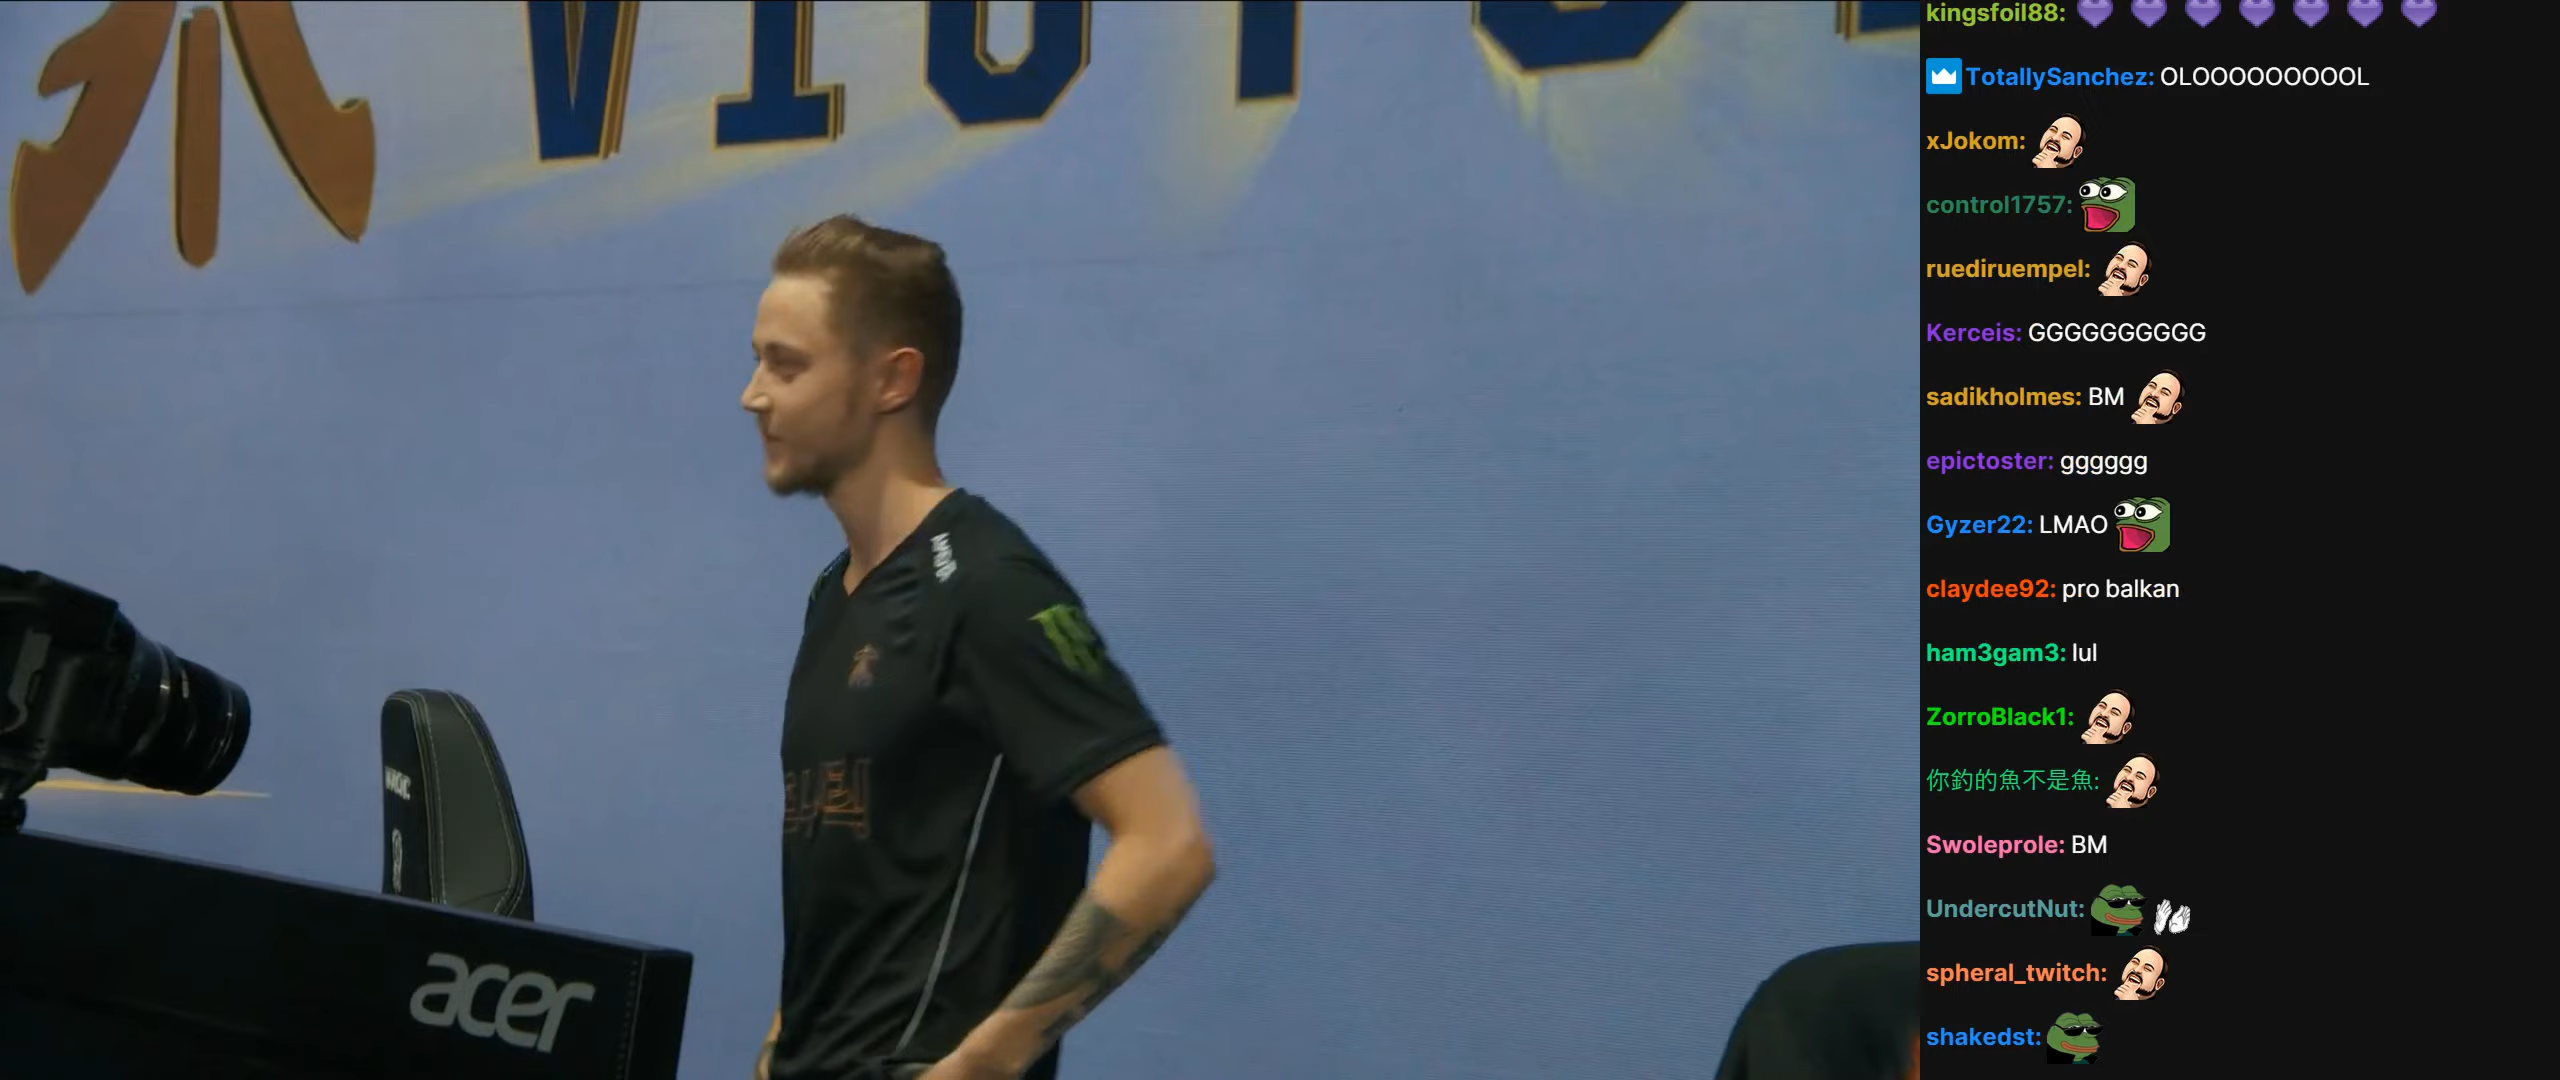 VICTO
acer
kingsfoil88:
TotallySanchez: OLOOOOOOOOOL
xJokom:
control1757:
ruediruempel:
Kerceis: GGGGGGGGGG
sadikholmes: BM
epictoster: gggggg
Gyzer22: LMAO
claydee92: pro balkan
ham3gam3: lul
ZorroBlack1:
你釣的魚不是魚:
Swoleprole: BM
UndercutNut:
spheral_twitch:
shakedst: